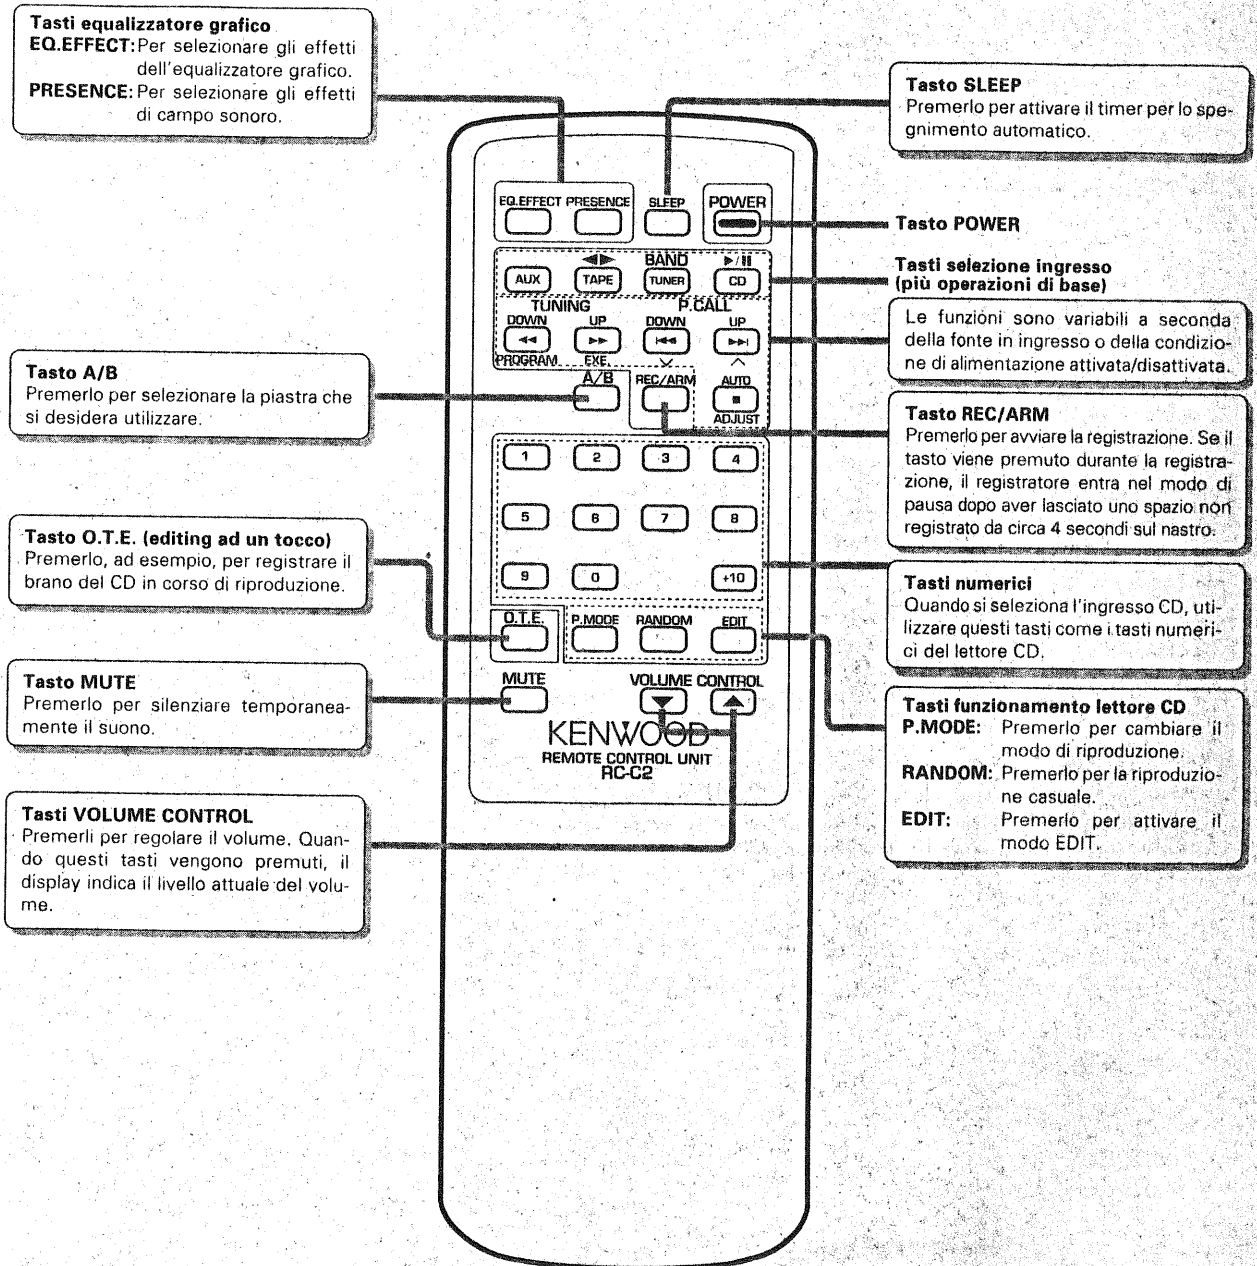 Tasti equalizzatore grafico
EQ.EFFECT: Per selezionare gli effetti
dell'equalizzatore grafico.
PRESENCE: Per selezionare gli effetti
di campo sonoro.
Tasto A/B
Premerlo per selezionare la piastra che
si desidera utilizzare.
Tasto O.T.E. (editing ad un tocco)
Premerlo, ad esempio, per registrare il
brano del CD in corso di riproduzione.
Tasto MUTE
Premerlo per silenziare temporanea-
mente il suono.
Tasti VOLUME CONTROL
Premerli per regolare il volume. Quan-
do questi tasti vengono premuti, il
display indica il livello attuale del volu-
me.
EQ.EFFECT PRESENCE SLEEP POWER
◀▶ BAND ▶/II
AUX TAPE TUNER CD
TUNING P.CALL
DOWN UP DOWN UP
◀◀ ▶▶ |◀◀ ▶▶|
PROGRAM EXE. ∨ ∧
A/B REC/ARM AUTO
■
ADJUST
1 2 3 4
5 6 7 8
9 0 +10
O.T.E. P.MODE RANDOM EDIT
MUTE VOLUME CONTROL
▼ ▲
KENWOOD
REMOTE CONTROL UNIT
RC-C2
Tasto SLEEP
Premerlo per attivare il timer per lo spe-
gnimento automatico.
Tasto POWER
Tasti selezione ingresso
(più operazioni di base)
Le funzioni sono variabili a seconda
della fonte in ingresso o della condizio-
ne di alimentazione attivata/disattivata.
Tasto REC/ARM
Premerlo per avviare la registrazione. Se il
tasto viene premuto durante la registra-
zione, il registratore entra nel modo di
pausa dopo aver lasciato uno spazio non
registrato da circa 4 secondi sul nastro.
Tasti numerici
Quando si seleziona l'ingresso CD, uti-
lizzare questi tasti come i tasti numeri-
ci del lettore CD.
Tasti funzionamento lettore CD
P.MODE: Premerlo per cambiare il
modo di riproduzione.
RANDOM: Premerlo per la riproduzio-
ne casuale.
EDIT: Premerlo per attivare il
modo EDIT.